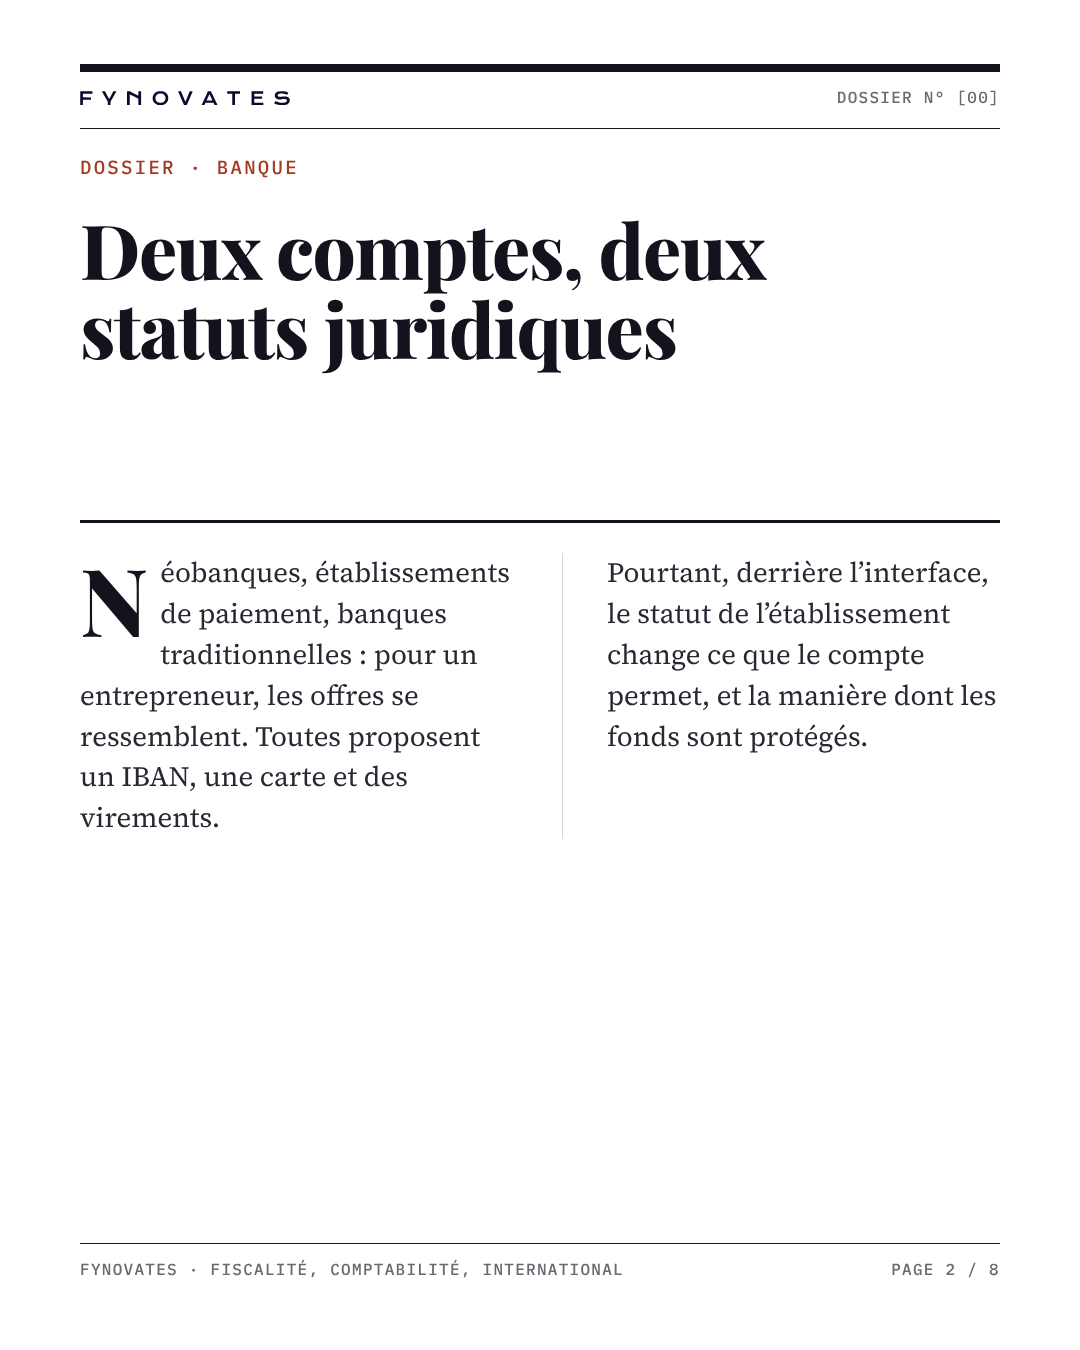 FYNOVATES
DOSSIER N° [00]
DOSSIER · BANQUE
Deux comptes, deux
statuts juridiques
Néobanques, établissements
de paiement, banques
traditionnelles : pour un
entrepreneur, les offres se
ressemblent. Toutes proposent
un IBAN, une carte et des
virements.
Pourtant, derrière l’interface,
le statut de l’établissement
change ce que le compte
permet, et la manière dont les
fonds sont protégés.
FYNOVATES · FISCALITÉ, COMPTABILITÉ, INTERNATIONAL
PAGE 2 / 8